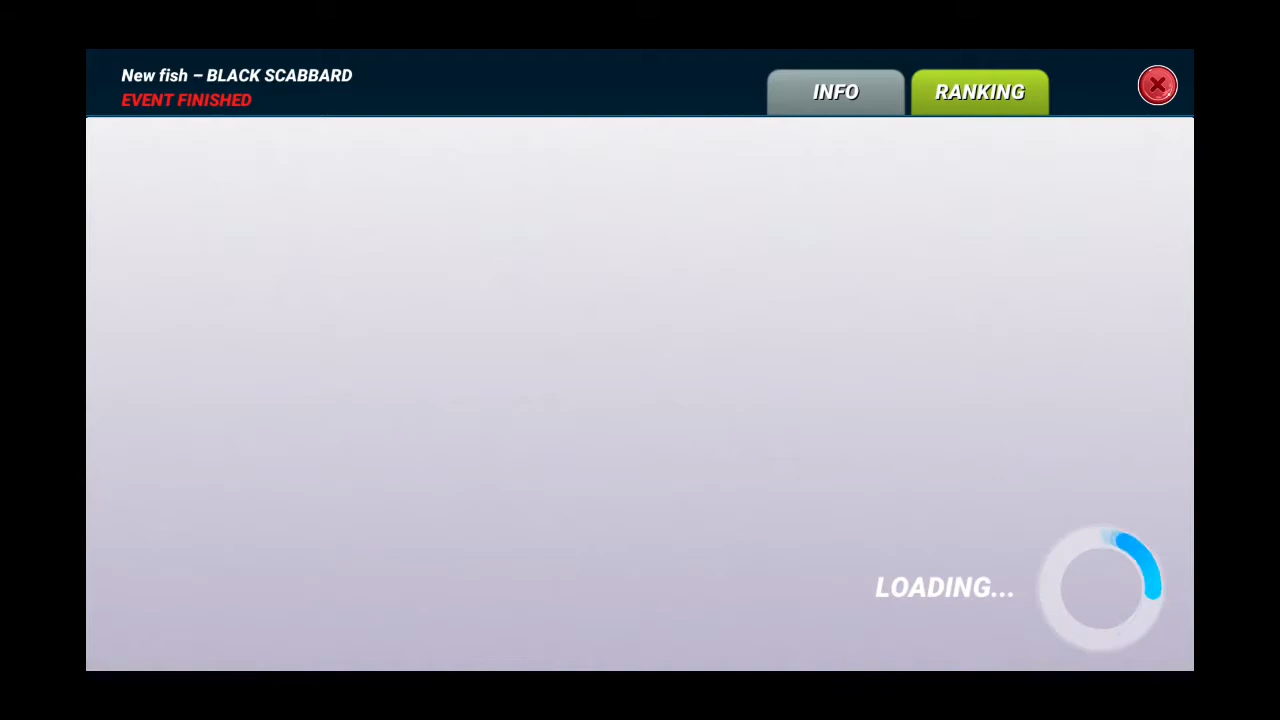 New fish – BLACK SCABBARD
EVENT FINISHED
INFO
RANKING
LOADING...